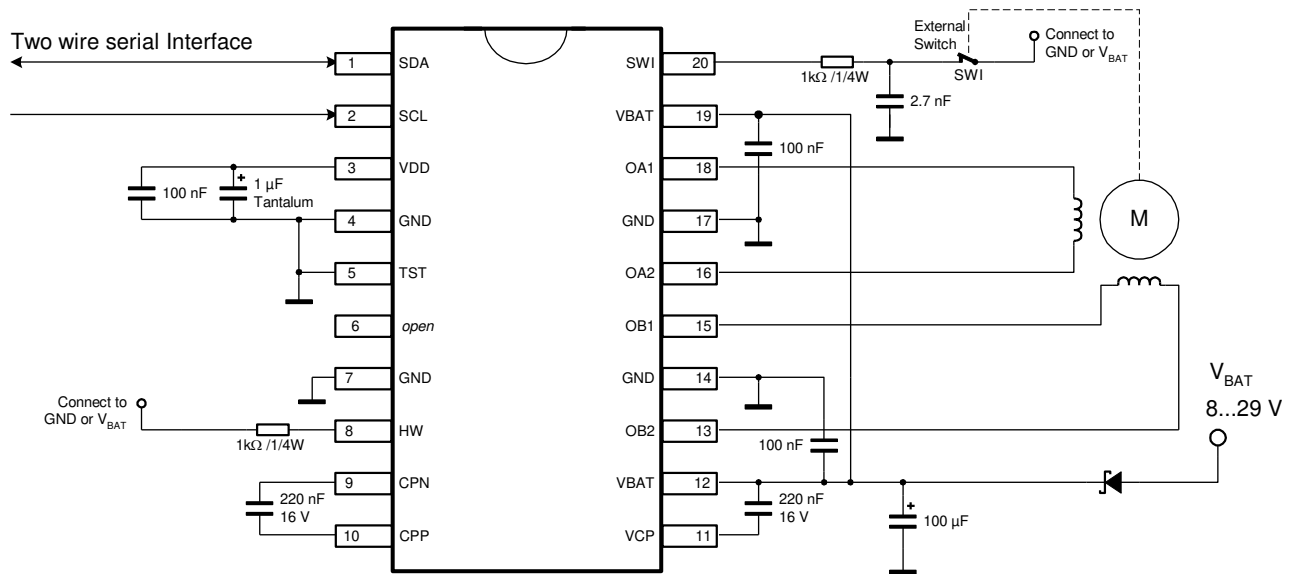 Two wire serial Interface
1 SDA
2 SCL
3 VDD
4 GND
5 TST
6 open
7 GND
8 HW
9 CPN
10 CPP
SWI 20
VBAT 19
OA1 18
GND 17
OA2 16
OB1 15
GND 14
OB2 13
VBAT 12
VCP 11
100 nF
+
1 µF
Tantalum
Connect to
GND or VBAT
1kΩ /1/4W
220 nF
16 V
1kΩ /1/4W
2.7 nF
External
Switch
SWI
Connect to
GND or VBAT
100 nF
M
100 nF
220 nF
16 V
+
100 µF
VBAT
8...29 V